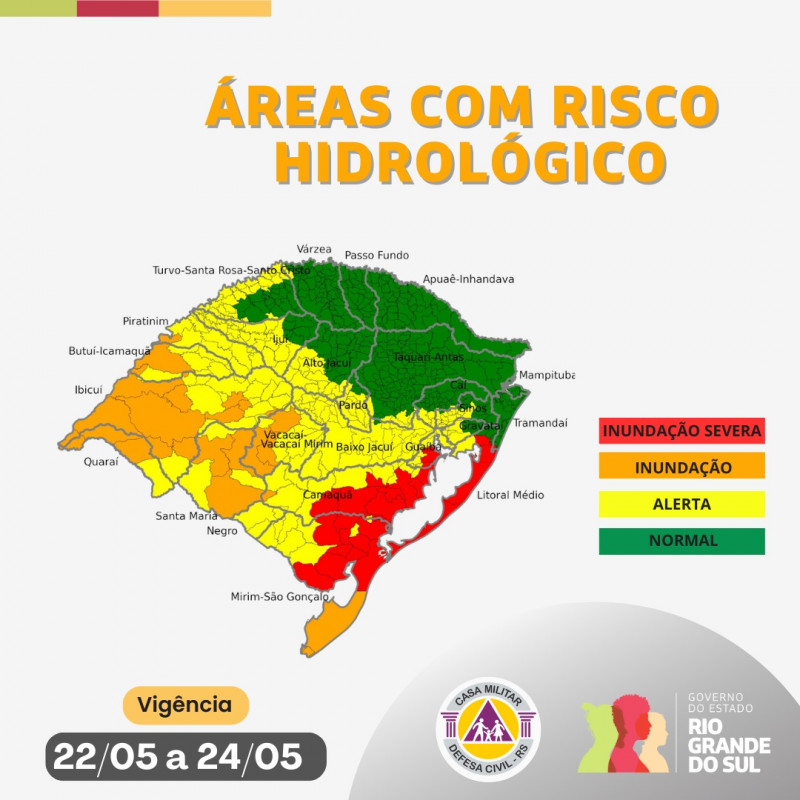 ÁREAS COM RISCO
HIDROLÓGICO
Várzea
Passo Fundo
Turvo-Santa Rosa-Santo Cristo
Apuaê-Inhandava
Piratinim
Ijuí
Butuí-Icamaquã
Alto Jacuí
Taquari-Antas
Mampituba
Ibicuí
Caí
Pardo
Sinos
Tramandaí
Gravataí
Vacacaí-
Vacacaí Mirim
Baixo Jacuí
Guaíba
Quaraí
Camaquã
Litoral Médio
Santa Maria
Negro
Mirim-São Gonçalo
INUNDAÇÃO SEVERA
INUNDAÇÃO
ALERTA
NORMAL
Vigência
22/05 a 24/05
CASA MILITAR
DEFESA CIVIL - RS
GOVERNO
DO ESTADO
RIO
GRANDE
DO SUL